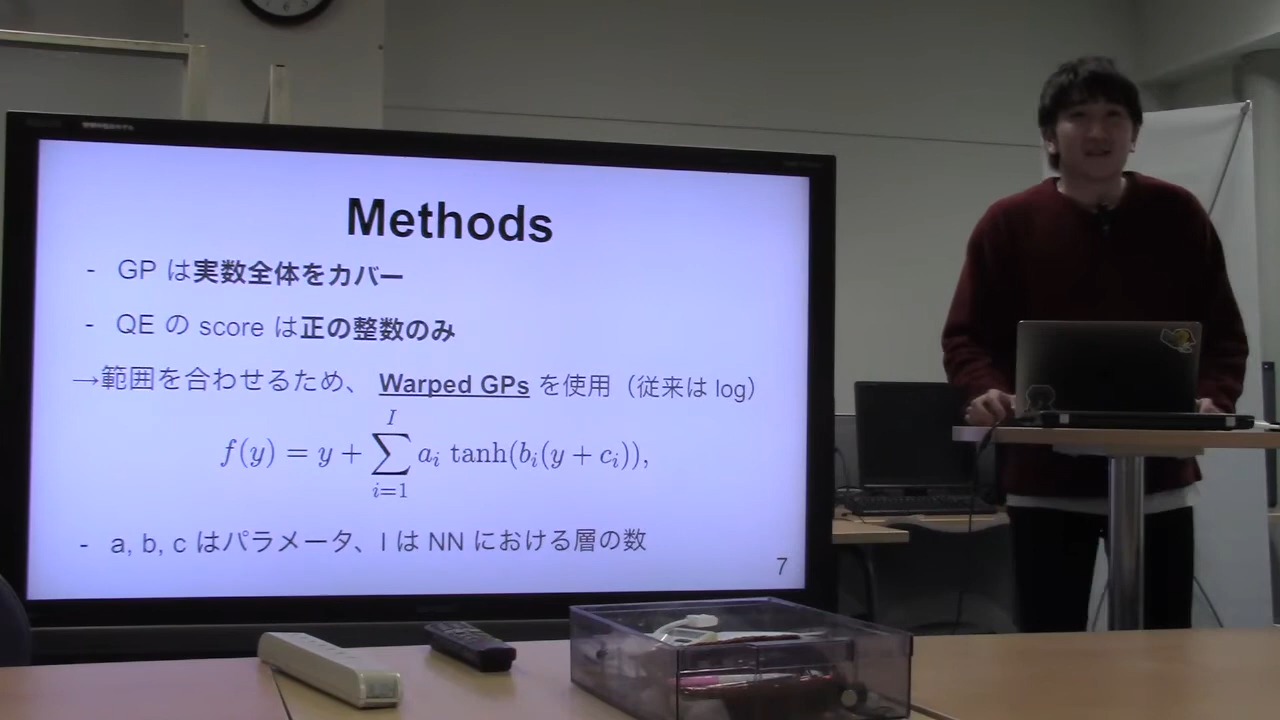 Methods
- GP は実数全体をカバー
- QE の score は正の整数のみ
→範囲を合わせるため、 Warped GPs を使用（従来は log）
f(y) = y + \sum_{i=1}^{I} a_i tanh(b_i(y + c_i)),
- a, b, c はパラメータ、I は NN における層の数
7